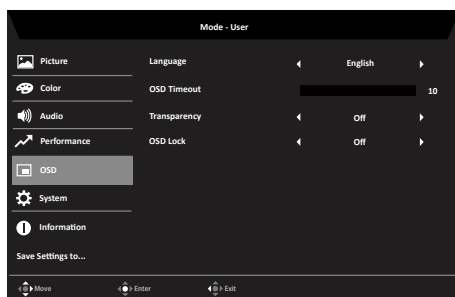 Mode - User
Picture
Color
Audio
Performance
OSD
System
Information
Save Settings to...
Language English
OSD Timeout 10
Transparency Off
OSD Lock Off
Move Enter Exit